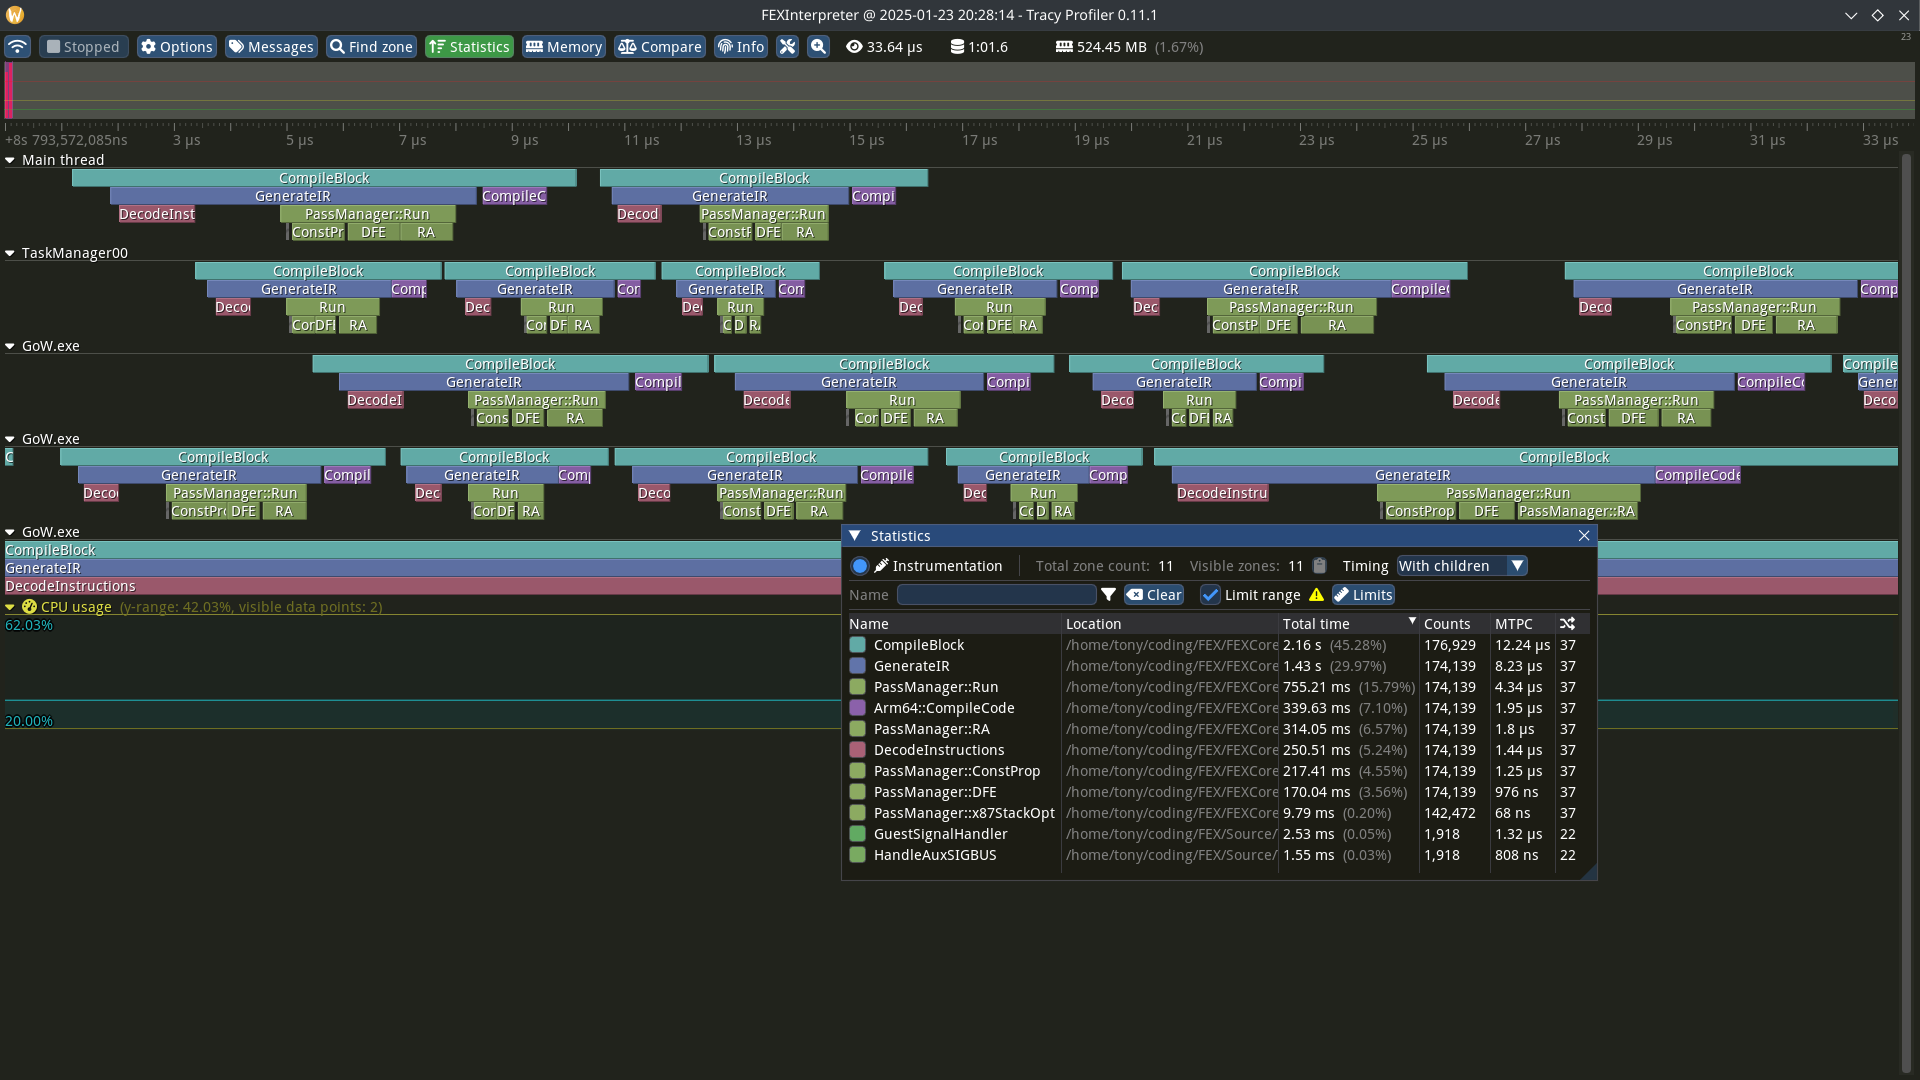 FEXInterpreter @ 2025-01-23 20:28:14 - Tracy Profiler 0.11.1
Stopped Options Messages Find zone Statistics Memory Compare Info 33.64 µs 1:01.6 524.45 MB (1.67%) 23
+8s 793,572,085ns 3 µs 5 µs 7 µs 9 µs 11 µs 13 µs 15 µs 17 µs 19 µs 21 µs 23 µs 25 µs 27 µs 29 µs 31 µs 33 µs
Main thread
CompileBlock CompileBlock
GenerateIR CompileC GenerateIR Compi
DecodeInst PassManager::Run Decod PassManager::Run
ConstPr DFE RA ConstF DFE RA
TaskManager00
CompileBlock CompileBlock CompileBlock CompileBlock CompileBlock CompileBlock
GenerateIR Comp GenerateIR Cor GenerateIR Com GenerateIR Comp GenerateIR Compile GenerateIR Comp
Deco Run Dec Run De Run Dec Run Dec PassManager::Run Deco PassManager::Run
Con DFE RA Co DF RA C D R Co DFE RA ConstP DFE RA ConstPr DFE RA
GoW.exe
CompileBlock CompileBlock CompileBlock CompileBlock Compile
GenerateIR Compil GenerateIR Compi GenerateIR Compi GenerateIR CompileC Gener
DecodeI PassManager::Run Decode Run Deco Run Decode PassManager::Run Deco
Cons DFE RA Cor DFE RA Cc DFE RA Const DFE RA
GoW.exe
C CompileBlock CompileBlock CompileBlock CompileBlock CompileBlock
GenerateIR Compil GenerateIR Com GenerateIR Compile GenerateIR Comp GenerateIR CompileCode
Deco PassManager::Run Dec Run Deco PassManager::Run Dec Run DecodeInstru PassManager::Run
ConstPr DFE RA Con DF RA Const DFE RA Cc D RA ConstProp DFE PassManager::RA
GoW.exe
CompileBlock
GenerateIR
DecodeInstructions
CPU usage (y-range: 42.03%, visible data points: 2)
62.03%
20.00%
Statistics
Instrumentation Total zone count: 11 Visible zones: 11 Timing With children
Name Clear Limit range Limits
Name Location Total time Counts MTPC
CompileBlock /home/tony/coding/FEX/FEXCore 2.16 s (45.28%) 176,929 12.24 µs 37
GenerateIR /home/tony/coding/FEX/FEXCore 1.43 s (29.97%) 174,139 8.23 µs 37
PassManager::Run /home/tony/coding/FEX/FEXCore 755.21 ms (15.79%) 174,139 4.34 µs 37
Arm64::CompileCode /home/tony/coding/FEX/FEXCore 339.63 ms (7.10%) 174,139 1.95 µs 37
PassManager::RA /home/tony/coding/FEX/FEXCore 314.05 ms (6.57%) 174,139 1.8 µs 37
DecodeInstructions /home/tony/coding/FEX/FEXCore 250.51 ms (5.24%) 174,139 1.44 µs 37
PassManager::ConstProp /home/tony/coding/FEX/FEXCore 217.41 ms (4.55%) 174,139 1.25 µs 37
PassManager::DFE /home/tony/coding/FEX/FEXCore 170.04 ms (3.56%) 174,139 976 ns 37
PassManager::x87StackOpt /home/tony/coding/FEX/FEXCore 9.79 ms (0.20%) 142,472 68 ns 37
GuestSignalHandler /home/tony/coding/FEX/Source/ 2.53 ms (0.05%) 1,918 1.32 µs 22
HandleAuxSIGBUS /home/tony/coding/FEX/Source/ 1.55 ms (0.03%) 1,918 808 ns 22